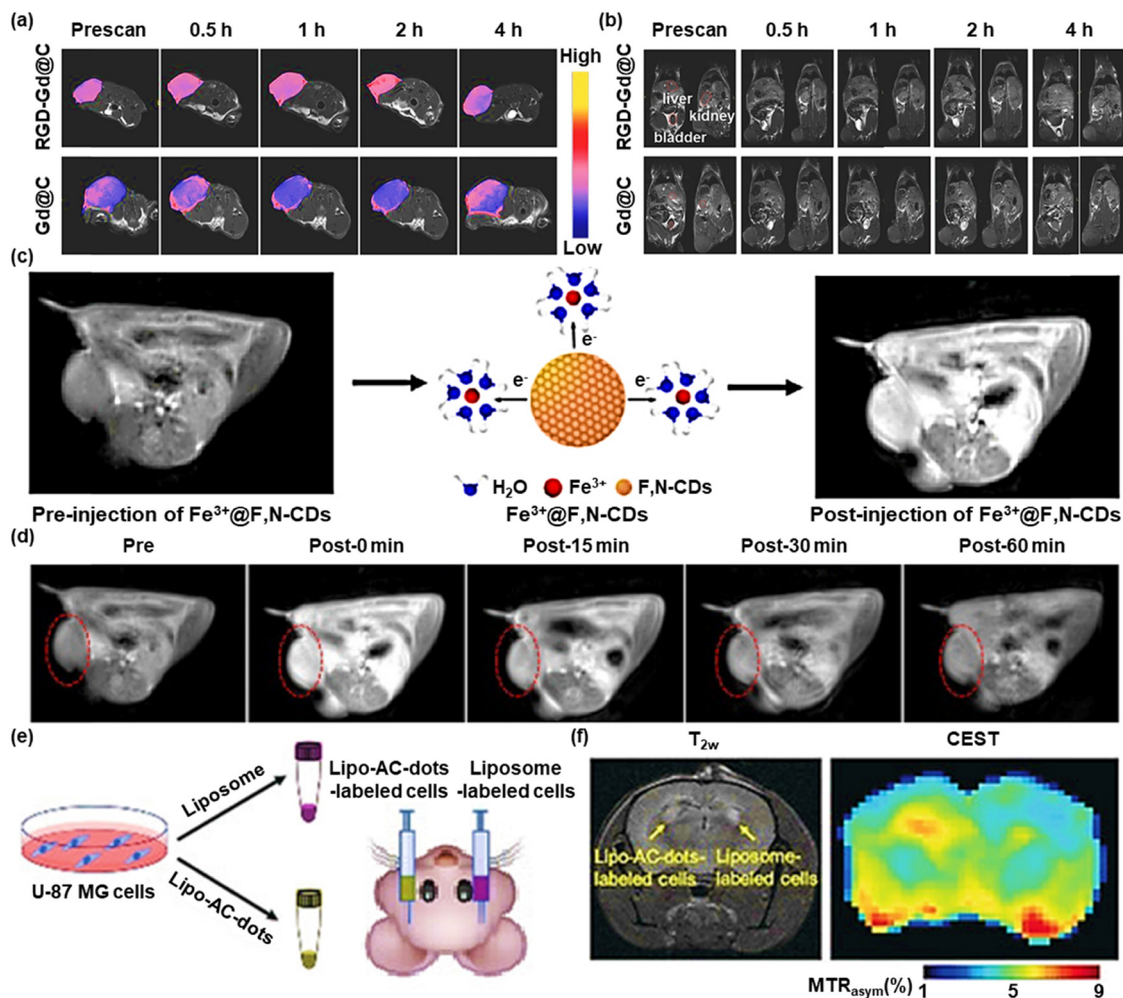 (a)
Prescan 0.5 h 1 h 2 h 4 h
High
RGD-Gd@C
Gd@C
Low
(b)
Prescan 0.5 h 1 h 2 h 4 h
RGD-Gd@C
liver
kidney
bladder
Gd@C
(c)
e-
e-
e-
H2O Fe3+ F,N-CDs
Pre-injection of Fe3+@F,N-CDs
Fe3+@F,N-CDs
Post-injection of Fe3+@F,N-CDs
(d)
Pre Post-0 min Post-15 min Post-30 min Post-60 min
(e)
Liposome
Lipo-AC-dots
U-87 MG cells
Lipo-AC-dots
-labeled cells
Liposome
-labeled cells
(f)
T2w
CEST
Lipo-AC-dots-
labeled cells
Liposome-
labeled cells
MTRasym(%)
1 5 9